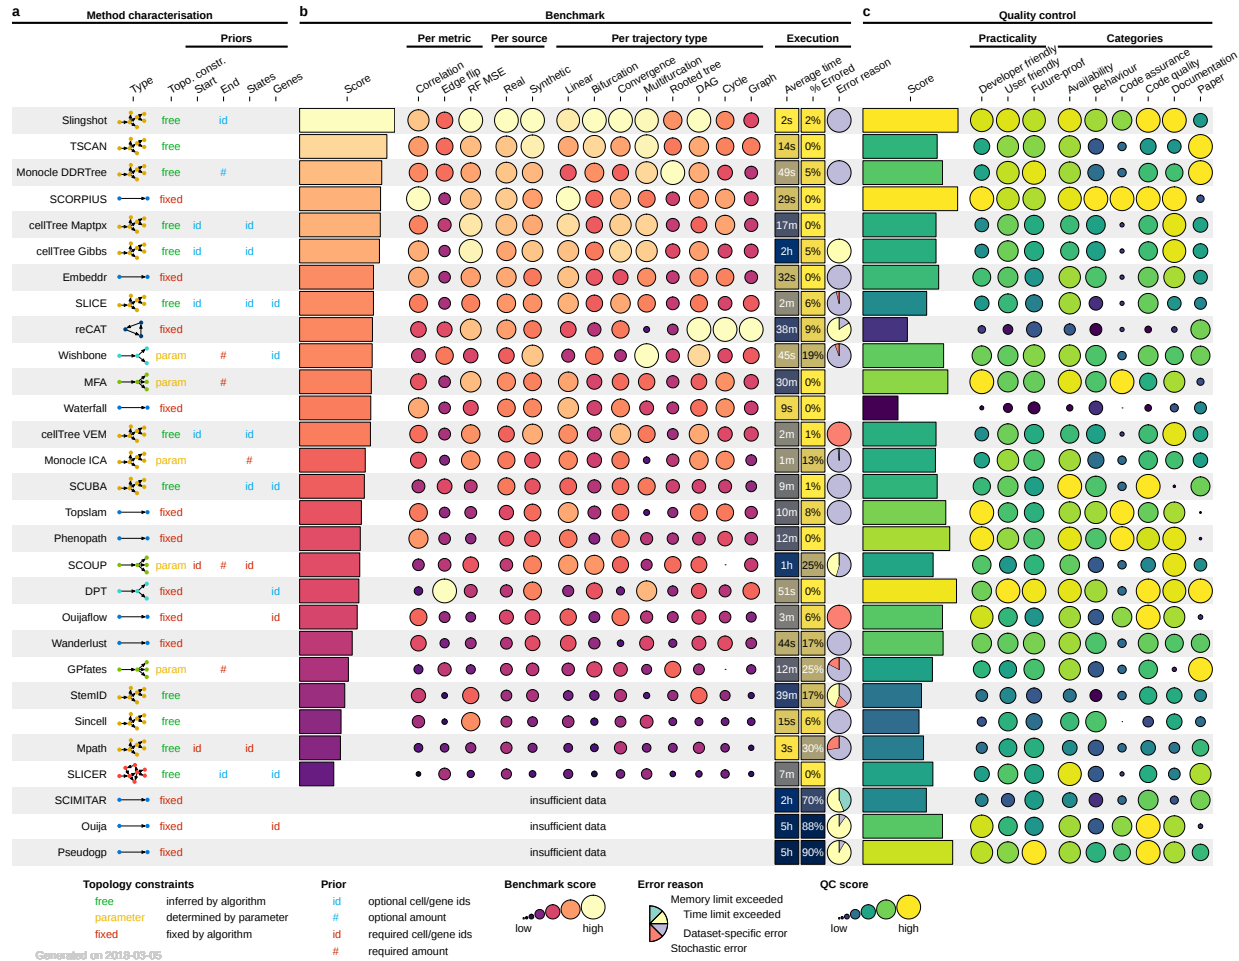 a b c
Method characterisation Benchmark Quality control
Priors Per metric Per source Per trajectory type Execution Practicality Categories
Type Topo. constr. Start End States Genes Score Correlation Edge flip RF MSE Real Synthetic Linear Bifurcation Convergence Multifurcation Rooted tree DAG Cycle Graph Average time % Errored Error reason Score Developer friendly User friendly Future-proof Availability Behaviour Code assurance Code quality Documentation Paper
Slingshot free id 2s 2%
TSCAN free 14s 0%
Monocle DDRTree free # 49s 5%
SCORPIUS fixed 29s 0%
cellTree Maptpx free id id 17m 0%
cellTree Gibbs free id id 2h 5%
Embeddr fixed 32s 0%
SLICE free id id id 2m 6%
reCAT fixed 38m 9%
Wishbone param # id 45s 19%
MFA param # 30m 0%
Waterfall fixed 9s 0%
cellTree VEM free id id 2m 1%
Monocle ICA param # 1m 13%
SCUBA free id id 9m 1%
Topslam fixed 10m 8%
Phenopath fixed 12m 0%
SCOUP param id # id 1h 25%
DPT fixed id 51s 0%
Ouijaflow fixed id 3m 6%
Wanderlust fixed 44s 17%
GPfates param # 12m 25%
StemID free 39m 17%
Sincell free 15s 6%
Mpath free id id 3s 30%
SLICER free id id 7m 0%
SCIMITAR fixed insufficient data 2h 70%
Ouija fixed id insufficient data 5h 88%
Pseudogp fixed insufficient data 5h 90%
Topology constraints Prior Benchmark score Error reason QC score
free inferred by algorithm id optional cell/gene ids Memory limit exceeded
parameter determined by parameter # optional amount Time limit exceeded
fixed fixed by algorithm id required cell/gene ids low high Dataset-specific error low high
# required amount Stochastic error
Generated on 2018-03-05